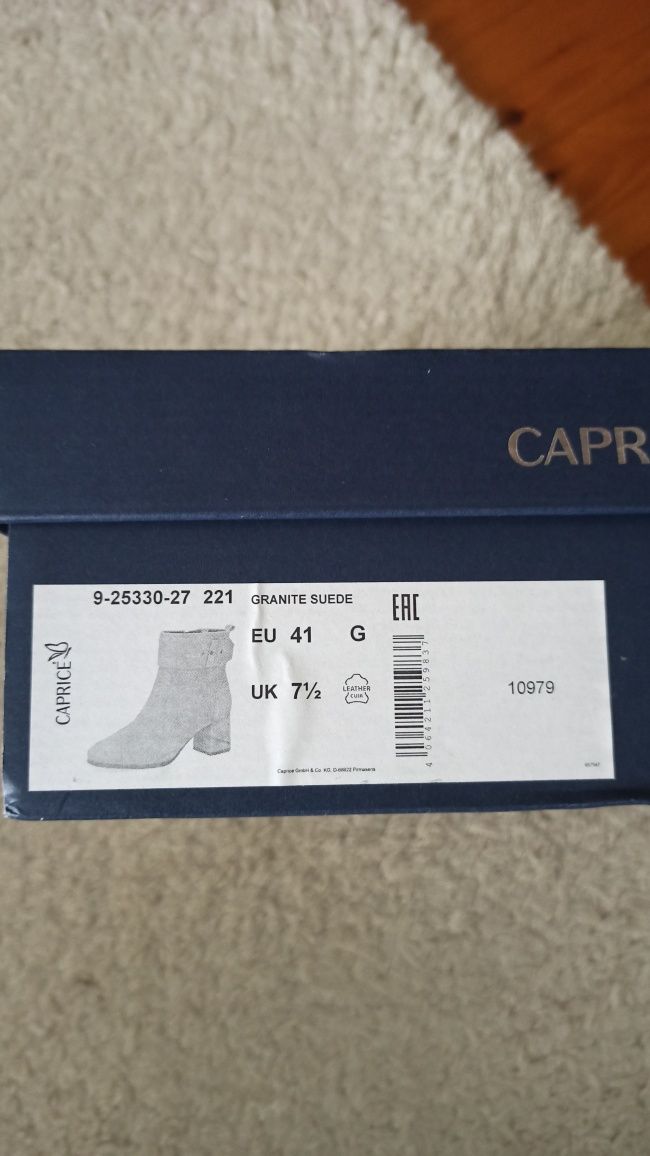 CAPR
9-25330-27 221 GRANITE SUEDE
EAC
EU 41 G
UK 7½
LEATHER
CUIR
CAPRICE
4 064211 259837
10979
Caprice GmbH & Co. KG, D-66822 Pirmasens